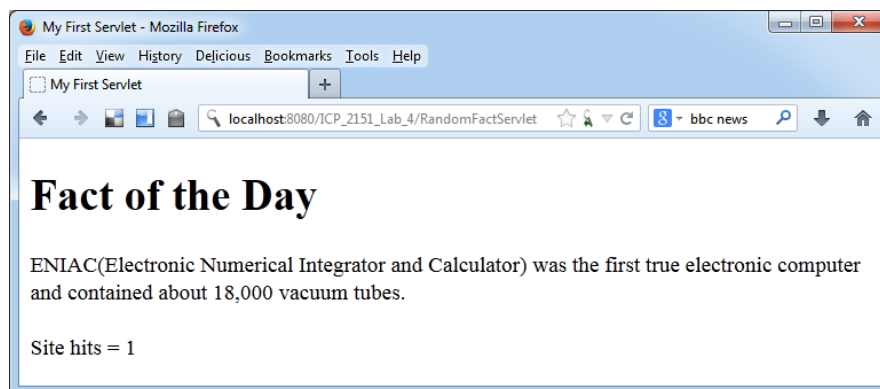 My First Servlet - Mozilla Firefox
File Edit View History Delicious Bookmarks Tools Help
My First Servlet
localhost:8080/ICP_2151_Lab_4/RandomFactServlet
8 bbc news
Fact of the Day
ENIAC(Electronic Numerical Integrator and Calculator) was the first true electronic computer
and contained about 18,000 vacuum tubes.
Site hits = 1